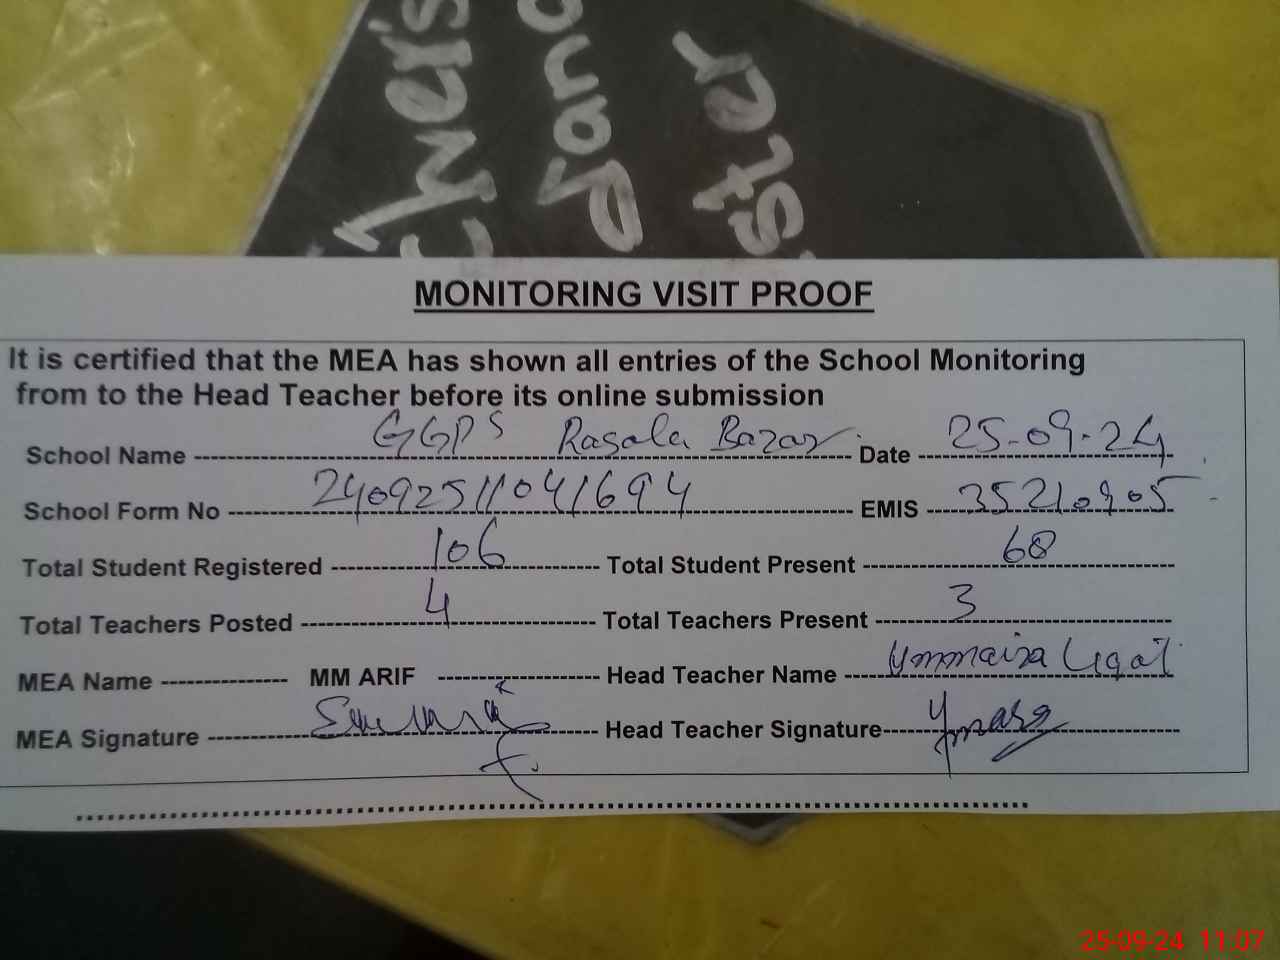 MONITORING VISIT PROOF
It is certified that the MEA has shown all entries of the School Monitoring
from to the Head Teacher before its online submission
School Name GGPS Rasala Bazar Date 25-09-24
School Form No 24092511041694 EMIS 35210905
Total Student Registered 106 Total Student Present 68
Total Teachers Posted 4 Total Teachers Present 3
MEA Name MM ARIF Head Teacher Name Ummaiza Liqat
MEA Signature Head Teacher Signature
25-09-24 11:07